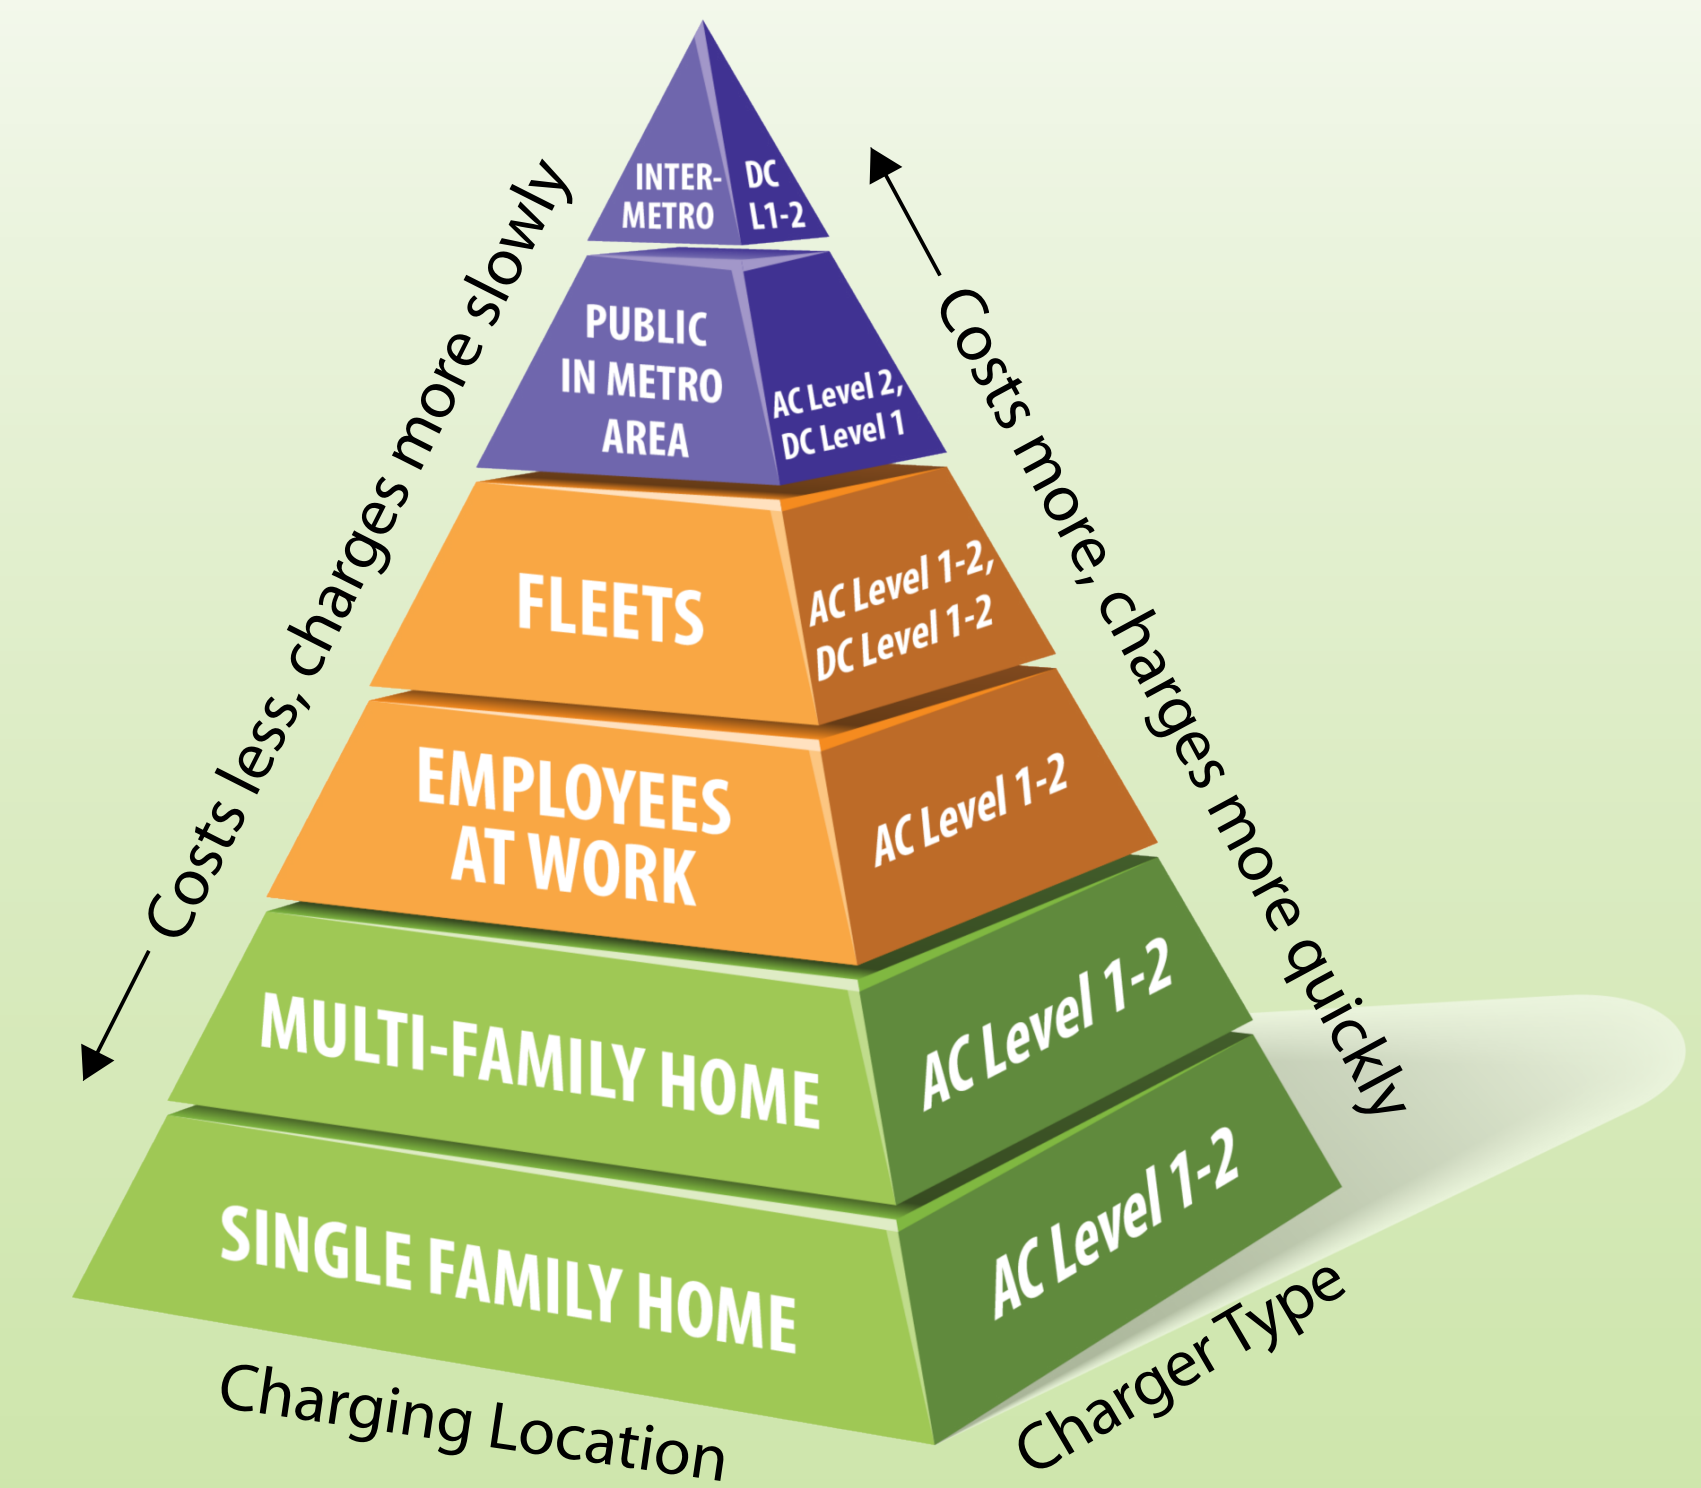 INTER-
METRO
DC
L1-2
PUBLIC
IN METRO
AREA
AC Level 2,
DC Level 1
FLEETS
AC Level 1-2,
DC Level 1-2
EMPLOYEES
AT WORK
AC Level 1-2
MULTI-FAMILY HOME
AC Level 1-2
SINGLE FAMILY HOME
AC Level 1-2
Costs less, charges more slowly
Costs more, charges more quickly
Charging Location
Charger Type